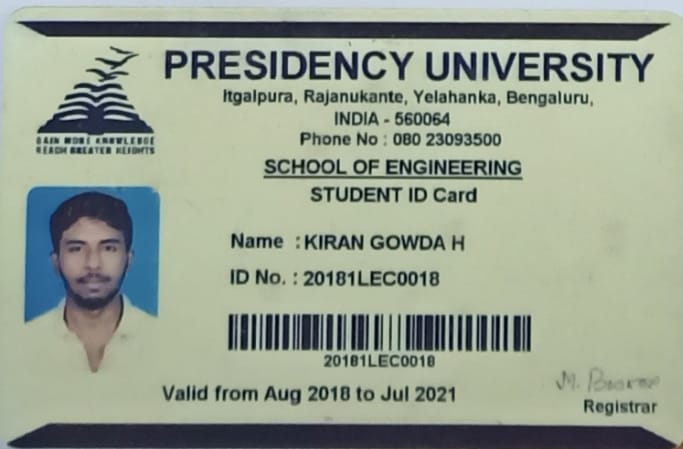 PRESIDENCY UNIVERSITY
Itgalpura, Rajanukante, Yelahanka, Bengaluru,
INDIA - 560064
Phone No : 080 23093500
GAIN MORE KNOWLEDGE
REACH GREATER HEIGHTS
SCHOOL OF ENGINEERING
STUDENT ID Card
Name : KIRAN GOWDA H
ID No. : 20181LEC0018
20181LEC0018
Valid from Aug 2018 to Jul 2021
Registrar